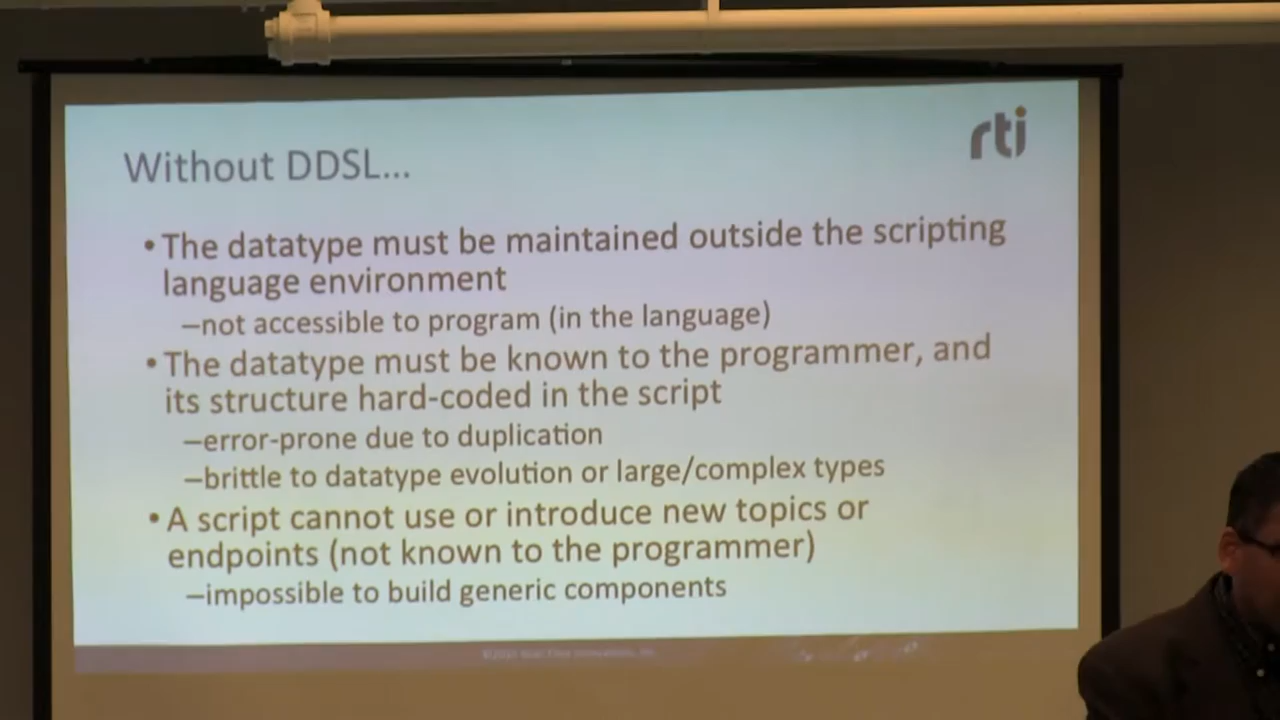 rti
Without DDSL...
• The datatype must be maintained outside the scripting
language environment
–not accessible to program (in the language)
• The datatype must be known to the programmer, and
its structure hard-coded in the script
–error-prone due to duplication
–brittle to datatype evolution or large/complex types
• A script cannot use or introduce new topics or
endpoints (not known to the programmer)
–impossible to build generic components